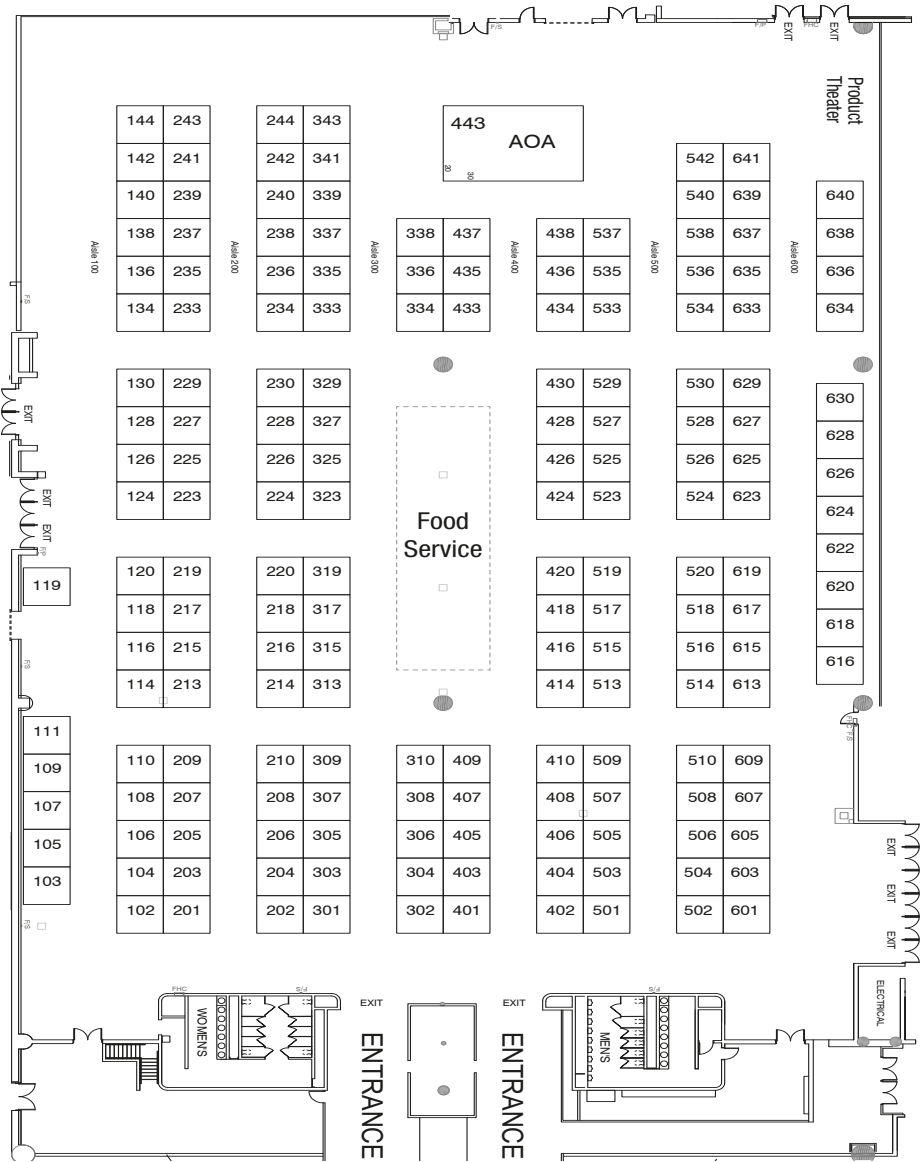 F/S
F/P
EXIT
FHC
EXIT
Product
Theater
144 243 244 343 443
AOA
142 241 242 341 20 30 542 641
140 239 240 339 540 639 640
138 237 238 337 338 437 438 537 538 637 638
Aisle 100 Aisle 200 Aisle 300 Aisle 400 Aisle 500 Aisle 600
136 235 236 335 336 435 436 535 536 635 636
134 233 234 333 334 433 434 533 534 633 634
F/S
130 229 230 329 430 529 530 629 630
EXIT
128 227 228 327 428 527 528 627 628
126 225 226 325 426 525 526 625 626
124 223 224 323 424 523 524 623 624
EXIT
EXIT
F/P
Food
Service
622
119 120 219 220 319 420 519 520 619 620
118 217 218 317 418 517 518 617 618
116 215 216 315 416 515 516 615 616
F/S
114 213 214 313 414 513 514 613
FHC F/S
111
110 209 210 309 310 409 410 509 510 609
109
108 207 208 307 308 407 408 507 508 607
107
106 205 206 305 306 405 406 505 506 605
105
EXIT
104 203 204 303 304 403 404 503 504 603
103
EXIT
102 201 202 301 302 401 402 501 502 601
F/S
EXIT
FHC
F/S
EXIT
EXIT
F/S
ELECTRICAL
WOMEN'S
MEN'S
ENTRANCE
ENTRANCE